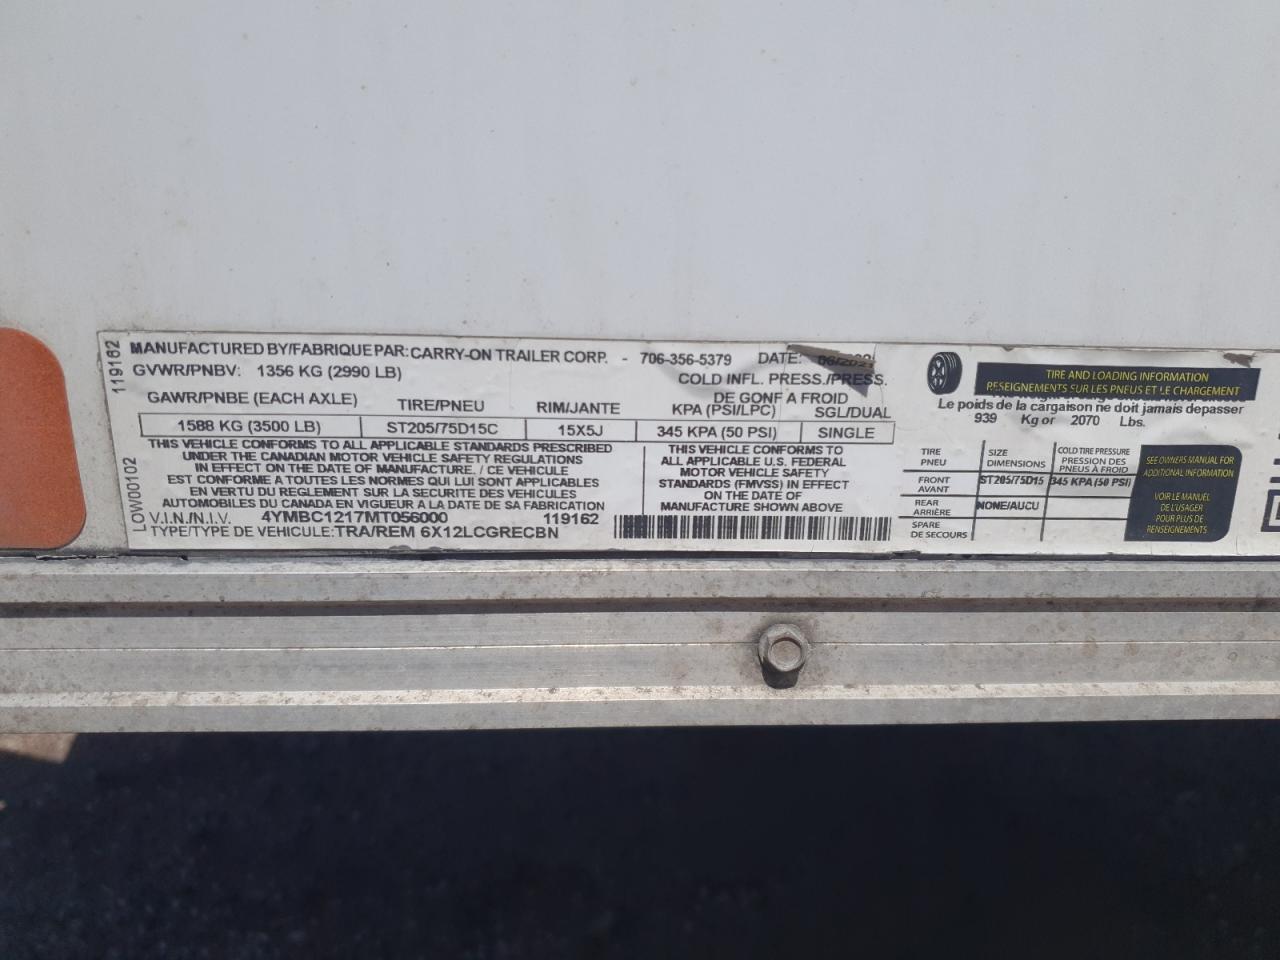 119162
MANUFACTURED BY/FABRIQUE PAR: CARRY-ON TRAILER CORP. - 706-356-5379 DATE: 06/2021
GVWR/PNBV: 1356 KG (2990 LB)
COLD INFL. PRESS./PRESS.
DE GONF A FROID
GAWR/PNBE (EACH AXLE) TIRE/PNEU RIM/JANTE KPA (PSI/LPC) SGL/DUAL
1588 KG (3500 LB) ST205/75D15C 15X5J 345 KPA (50 PSI) SINGLE
LOW00102
THIS VEHICLE CONFORMS TO ALL APPLICABLE STANDARDS PRESCRIBED
UNDER THE CANADIAN MOTOR VEHICLE SAFETY REGULATIONS
IN EFFECT ON THE DATE OF MANUFACTURE. / CE VEHICULE
EST CONFORME A TOUTES LES NORMES QUI LUI SONT APPLICABLES
EN VERTU DU REGLEMENT SUR LA SECURITE DES VEHICULES
AUTOMOBILES DU CANADA EN VIGUEUR A LA DATE DE SA FABRICATION
THIS VEHICLE CONFORMS TO
ALL APPLICABLE U.S. FEDERAL
MOTOR VEHICLE SAFETY
STANDARDS (FMVSS) IN EFFECT
ON THE DATE OF
MANUFACTURE SHOWN ABOVE
V.I.N./N.I.V. 4YMBC1217MT056000 119162
TYPE/TYPE DE VEHICULE: TRA/REM 6X12LCGRECBN
TIRE AND LOADING INFORMATION
RESEIGNEMENTS SUR LES PNEUS ET LE CHARGEMENT
Le poids de la cargaison ne doit jamais depasser
939 Kg or 2070 Lbs.
TIRE
PNEU
SIZE
DIMENSIONS
COLD TIRE PRESSURE
PRESSION DES
PNEUS À FROID
FRONT
AVANT
ST205/75D15 345 KPA (50 PSI)
REAR
ARRIÈRE
NONE/AUCU
SPARE
DE SECOURS
SEE OWNERS MANUAL FOR
ADDITIONAL INFORMATION
VOIR LE MANUEL
DE L'USAGER
POUR PLUS DE
RENSEIGNEMENTS